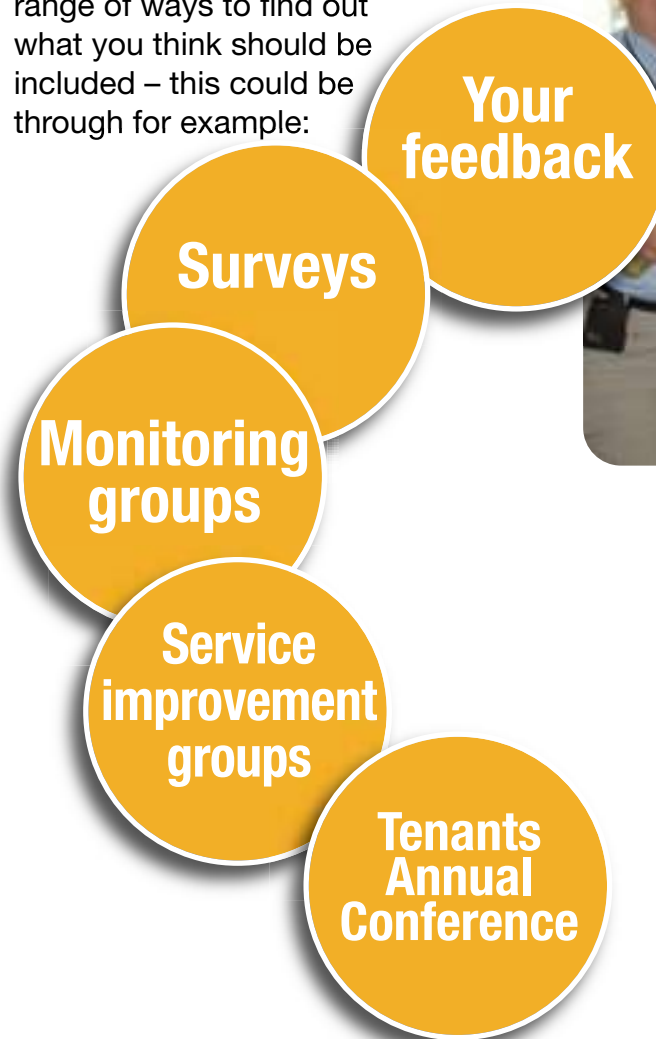 range of ways to find out
what you think should be
included – this could be
through for example:
Your
feedback
Surveys
Monitoring
groups
Service
improvement
groups
Tenants
Annual
Conference